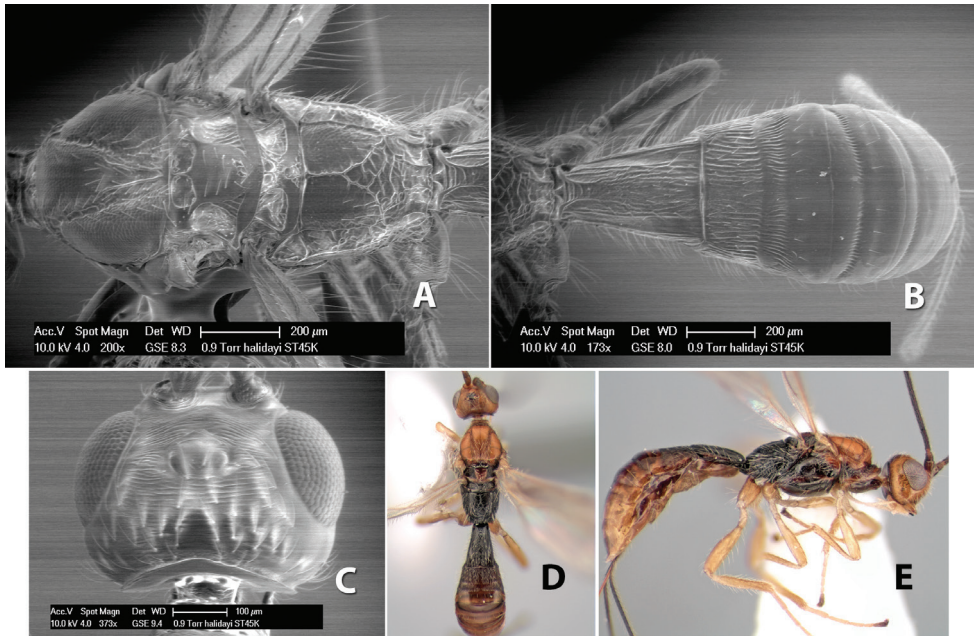 A
Acc.V Spot Magn Det WD 200 µm
10.0 kV 4.0 200x GSE 8.3 0.9 Torr halidayi ST45K
B
Acc.V Spot Magn Det WD 200 µm
10.0 kV 4.0 173x GSE 8.0 0.9 Torr halidayi ST45K
C
Acc.V Spot Magn Det WD 100 µm
10.0 kV 4.0 373x GSE 9.4 0.9 Torr halidayi ST45K
D
E